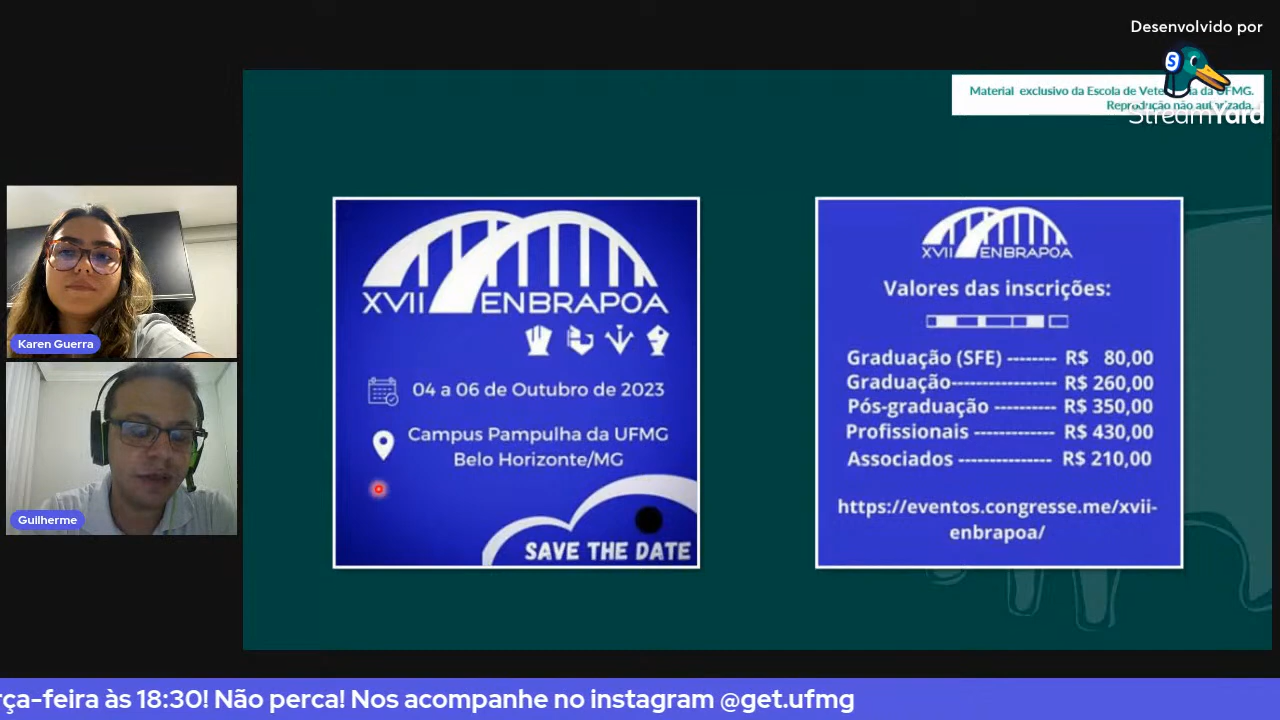 Desenvolvido por
StreamYard
Material exclusivo da Escola de Veterinária da UFMG.
Reprodução não autorizada.
XVII ENBRAPOA
04 a 06 de Outubro de 2023
Campus Pampulha da UFMG
Belo Horizonte/MG
SAVE THE DATE
XVII ENBRAPOA
Valores das inscrições:
Graduação (SFE) -------- R$ 80,00
Graduação----------------- R$ 260,00
Pós-graduação ---------- R$ 350,00
Profissionais ------------- R$ 430,00
Associados --------------- R$ 210,00
https://eventos.congresse.me/xvii-
enbrapoa/
Karen Guerra
Guilherme
rça-feira às 18:30! Não perca! Nos acompanhe no instagram @get.ufmg